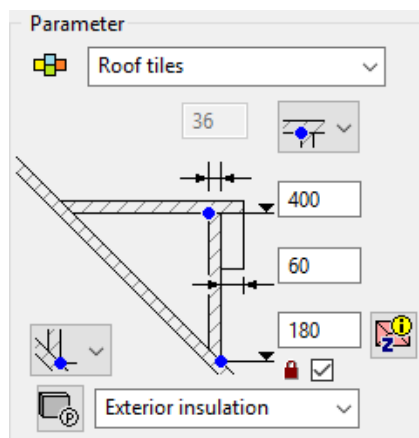 Parameter
Roof tiles
36
400
60
180
Exterior insulation